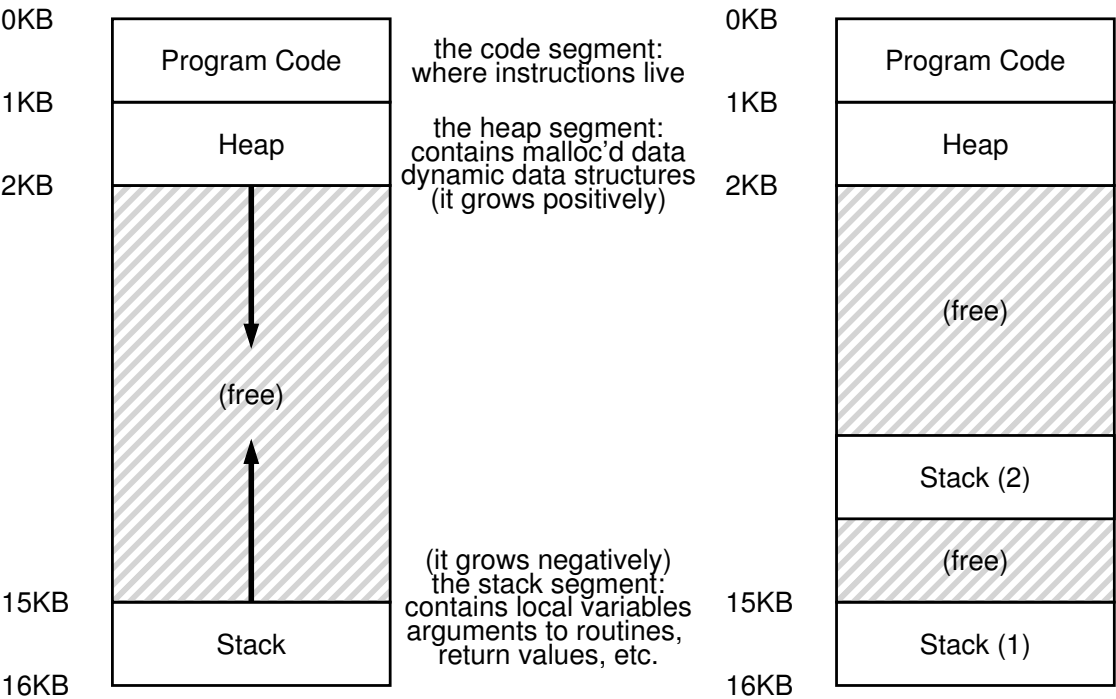 0KB
Program Code
the code segment:
where instructions live
1KB
Heap
the heap segment:
contains malloc'd data
dynamic data structures
(it grows positively)
2KB
(free)
(it grows negatively)
the stack segment:
contains local variables
arguments to routines,
return values, etc.
15KB
Stack
16KB
0KB
Program Code
1KB
Heap
2KB
(free)
Stack (2)
(free)
15KB
Stack (1)
16KB